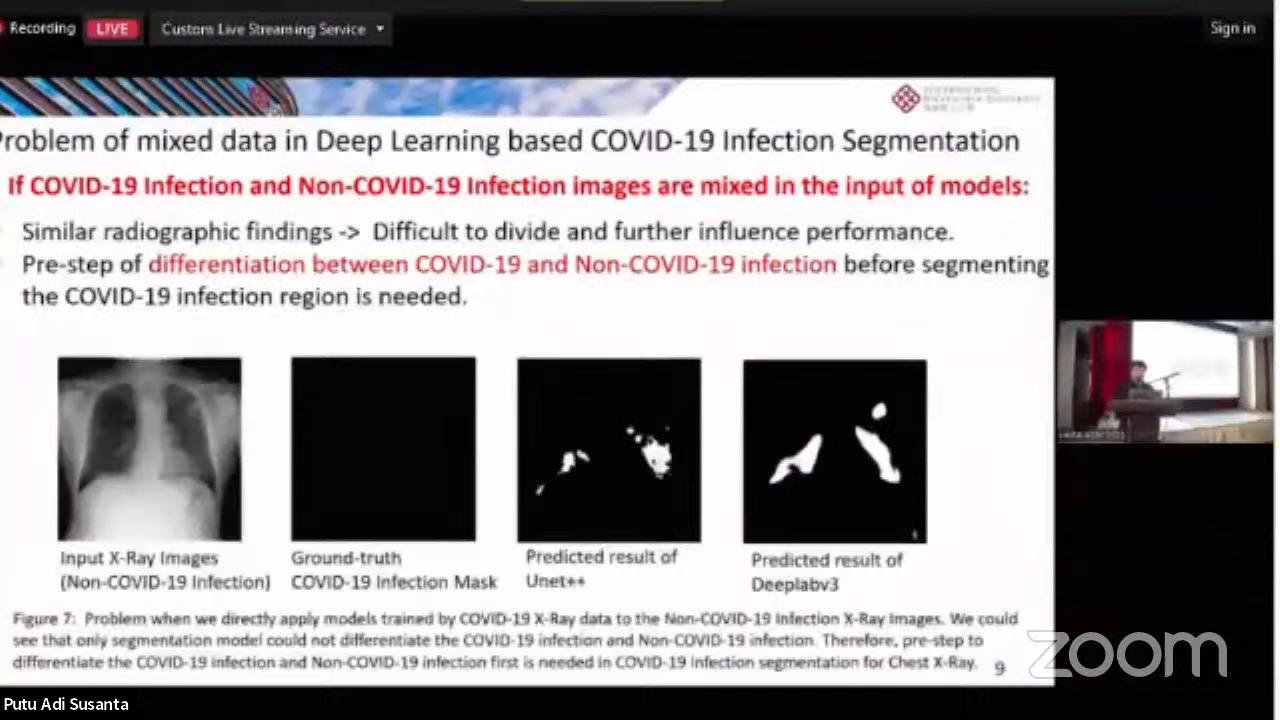 Recording
LIVE
Custom Live Streaming Service
Sign in
Problem of mixed data in Deep Learning based COVID-19 Infection Segmentation
If COVID-19 Infection and Non-COVID-19 Infection images are mixed in the input of models:
Similar radiographic findings -> Difficult to divide and further influence performance.
Pre-step of differentiation between COVID-19 and Non-COVID-19 infection before segmenting
the COVID-19 infection region is needed.
Input X-Ray Images
(Non-COVID-19 Infection)
Ground-truth
COVID-19 Infection Mask
Predicted result of
Unet++
Predicted result of
Deeplabv3
Figure 7: Problem when we directly apply models trained by COVID-19 X-Ray data to the Non-COVID-19 Infection X-Ray Images. We could
see that only segmentation model could not differentiate the COVID-19 infection and Non-COVID-19 infection. Therefore, pre-step to
differentiate the COVID-19 infection and Non-COVID-19 infection first is needed in COVID-19 Infection segmentation for Chest X-Ray.
9
zoom
Putu Adi Susanta